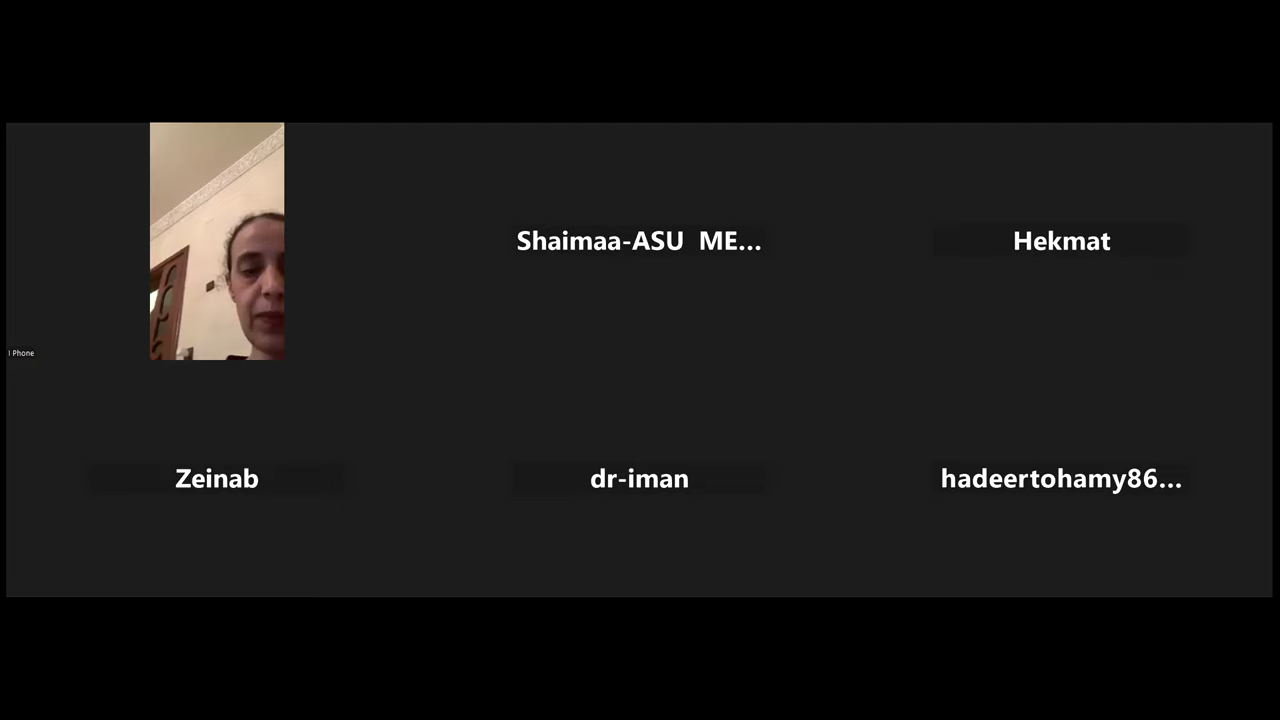 Shaimaa-ASU ME...
Hekmat
I Phone
Zeinab
dr-iman
hadeertohamy86...